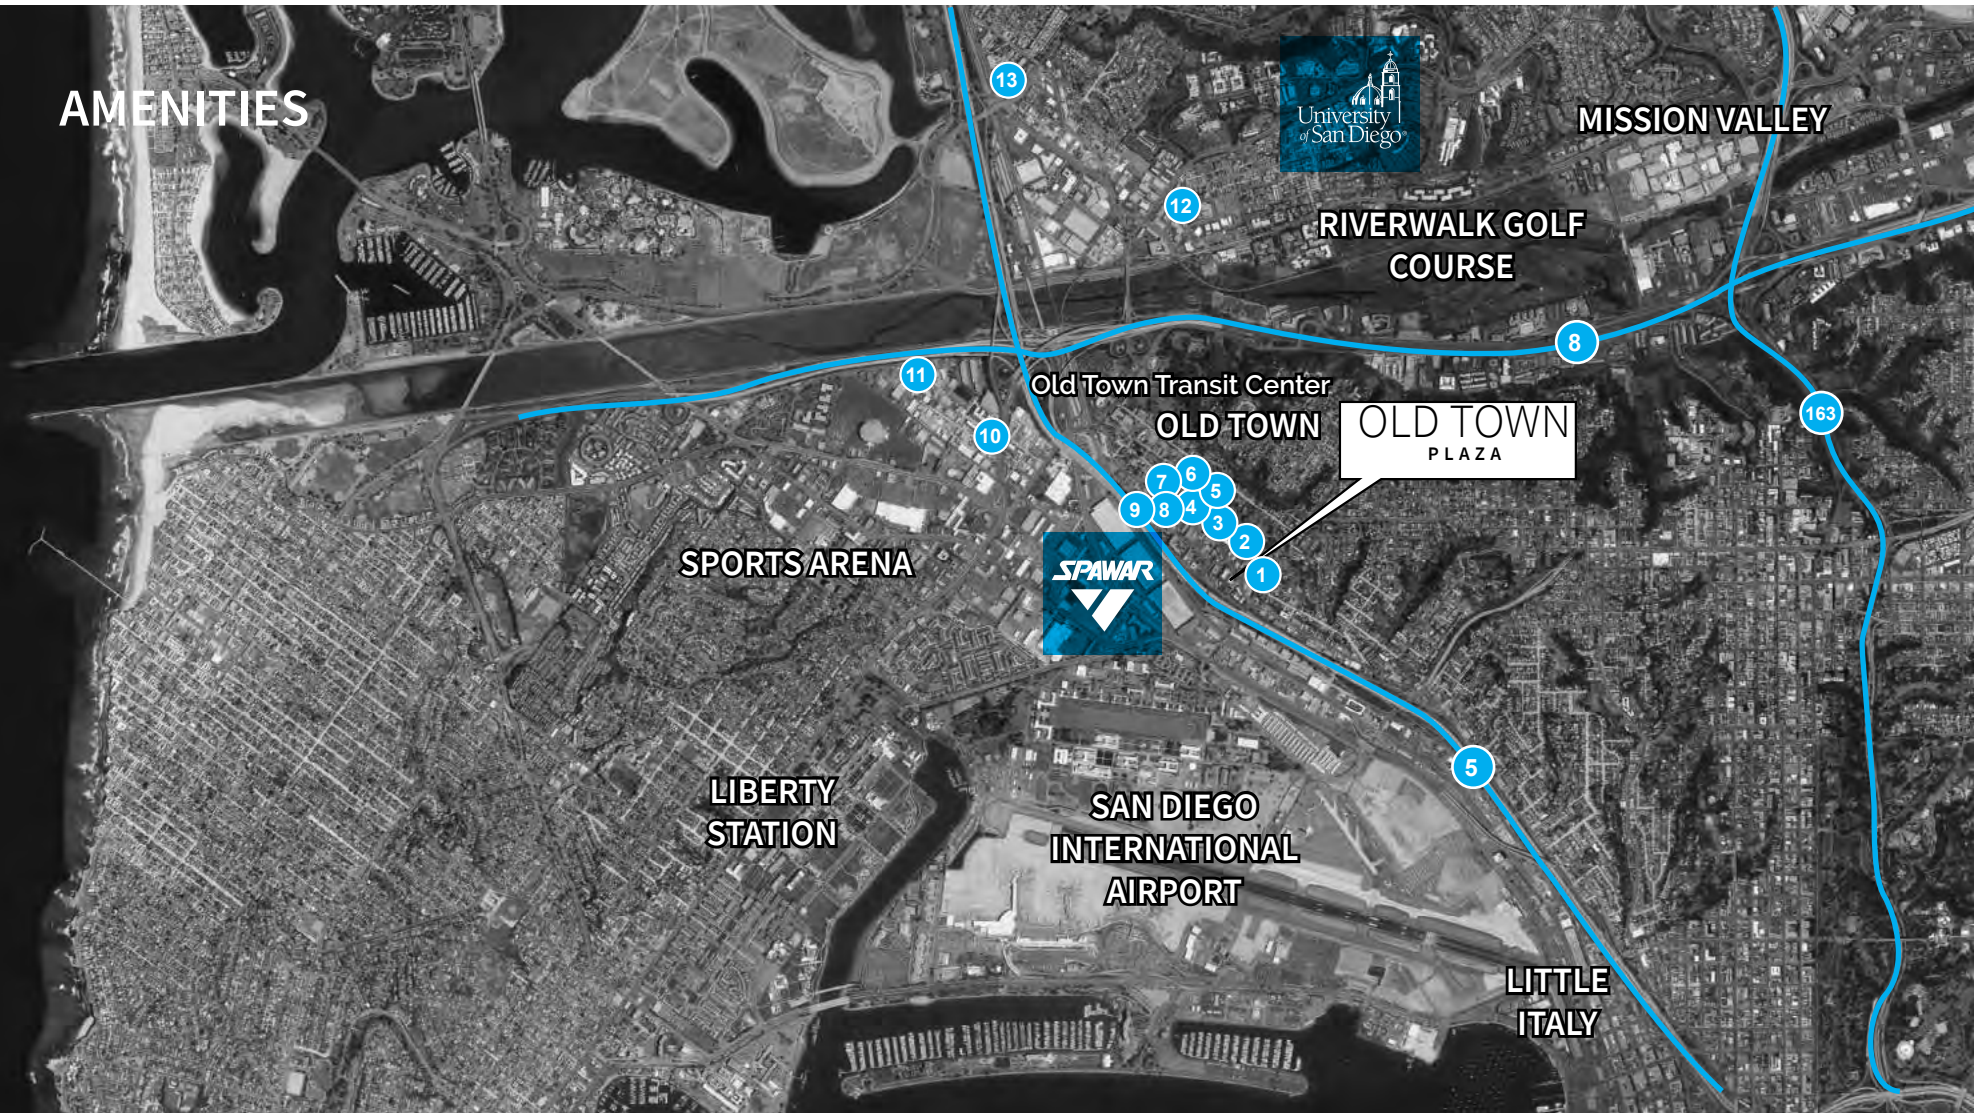 AMENITIES
13
University
of San Diego®
MISSION VALLEY
12
RIVERWALK GOLF
COURSE
8
11
Old Town Transit Center
OLD TOWN
OLD TOWN
PLAZA
163
10
7
6
5
9
8
4
3
2
1
SPORTS ARENA
SPAWAR
5
LIBERTY
STATION
SAN DIEGO
INTERNATIONAL
AIRPORT
LITTLE
ITALY